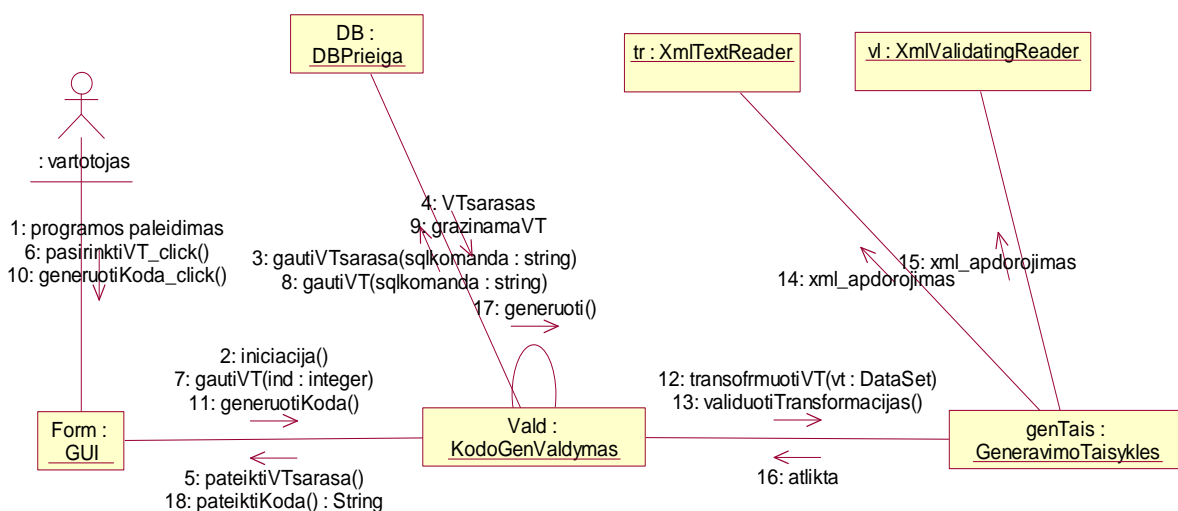 DB :
DBPrieiga
tr : XmlTextReader
vl : XmlValidatingReader
: vartotojas
1: programos paleidimas
6: pasirinktiVT_click()
10: generuotiKoda_click()
4: VTsarasas
9: grazinamaVT
3: gautiVTsarasa(sqlkomanda : string)
8: gautiVT(sqlkomanda : string)
17: generuoti()
15: xml_apdorojimas
14: xml_apdorojimas
2: iniciacija()
7: gautiVT(ind : integer)
11: generuotiKoda()
12: transofrmuotiVT(vt : DataSet)
13: validuotiTransformacijas()
Form :
GUI
Vald :
KodoGenValdymas
genTais :
GeneravimoTaisykles
5: pateiktiVTsarasa()
18: pateiktiKoda() : String
16: atlikta